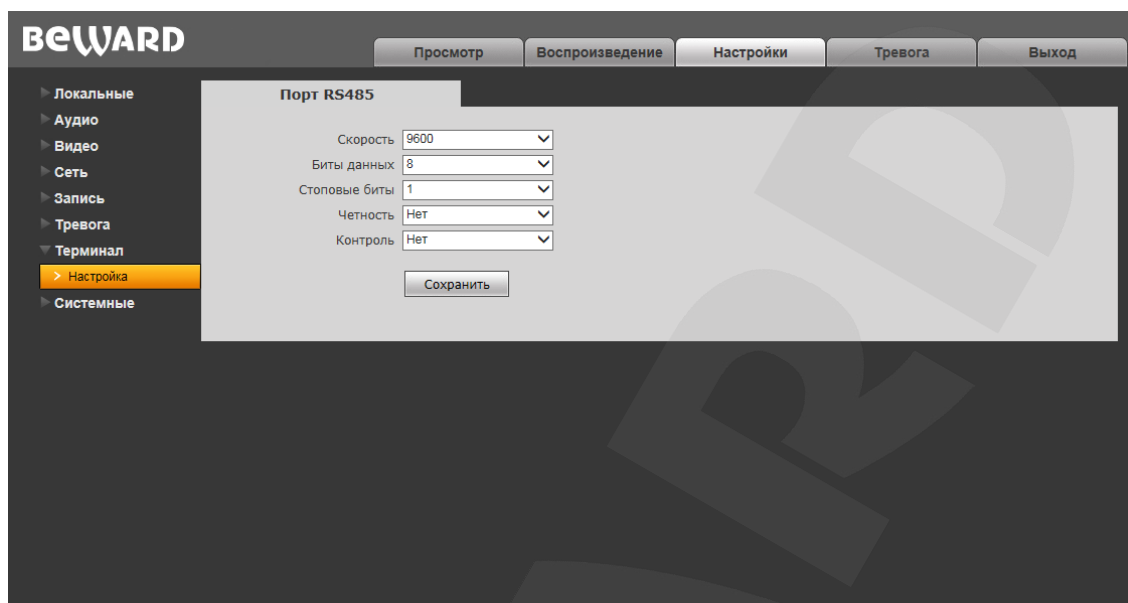 BEWARD
Просмотр Воспроизведение Настройки Тревога Выход
Локальные
Аудио
Видео
Сеть
Запись
Тревога
Терминал
> Настройка
Системные
Порт RS485
Скорость 9600
Биты данных 8
Стоповые биты 1
Четность Нет
Контроль Нет
Сохранить